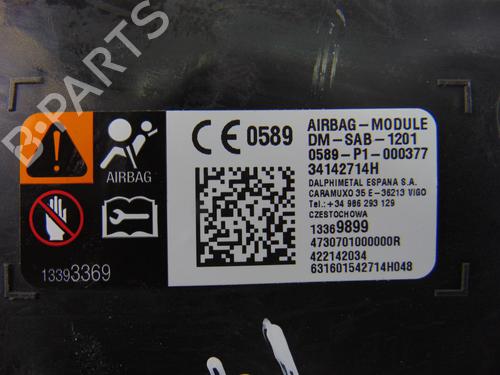 B-PARTS
AIRBAG
13393369
CE 0589
AIRBAG-MODULE
DM-SAB-1201
0589-P1-000377
34142714H
DALPHIMETAL ESPANA S.A.
CARAMUXO 35 E-36213 VIGO
Tel.: +34 986 293 129
CZESTOCHOWA
13369899
4730701000000R
422142034
631601542714H048